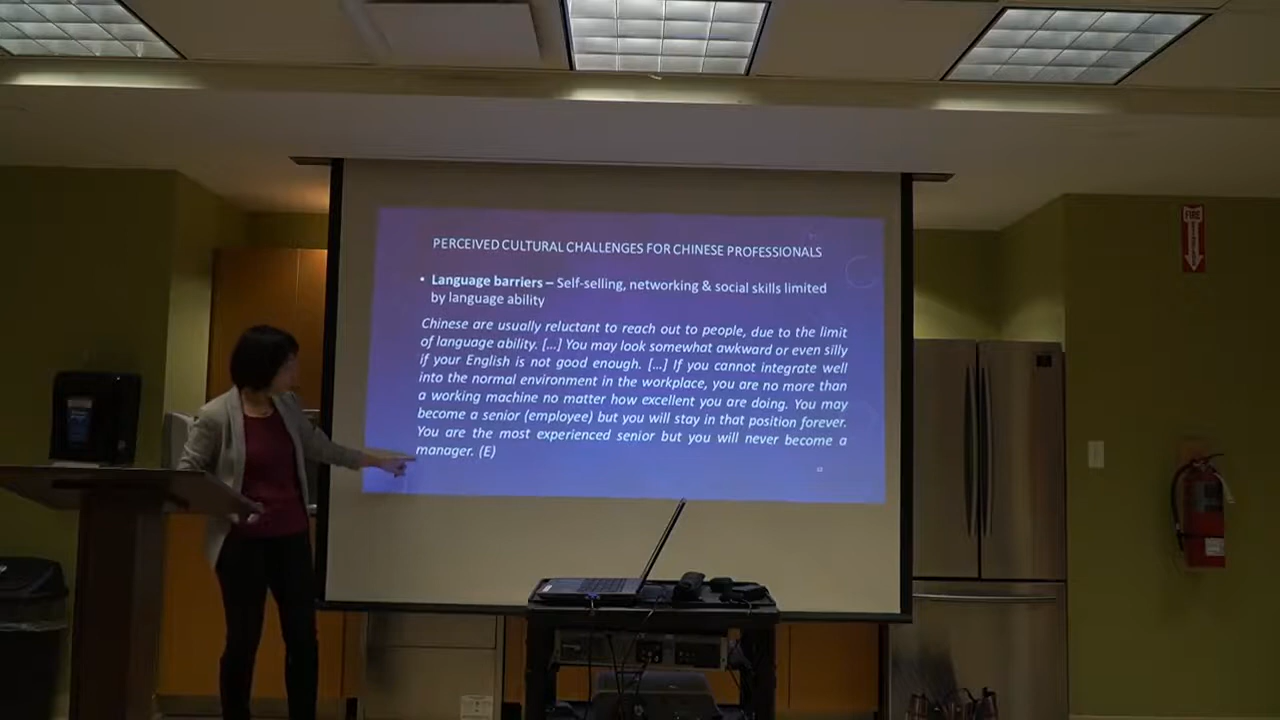 PERCEIVED CULTURAL CHALLENGES FOR CHINESE PROFESSIONALS
• Language barriers – Self-selling, networking & social skills limited
by language ability
Chinese are usually reluctant to reach out to people, due to the limit
of language ability. [...] You may look somewhat awkward or even silly
if your English is not good enough. [...] If you cannot integrate well
into the normal environment in the workplace, you are no more than
a working machine no matter how excellent you are doing. You may
become a senior (employee) but you will stay in that position forever.
You are the most experienced senior but you will never become a
manager. (E)
FIRE